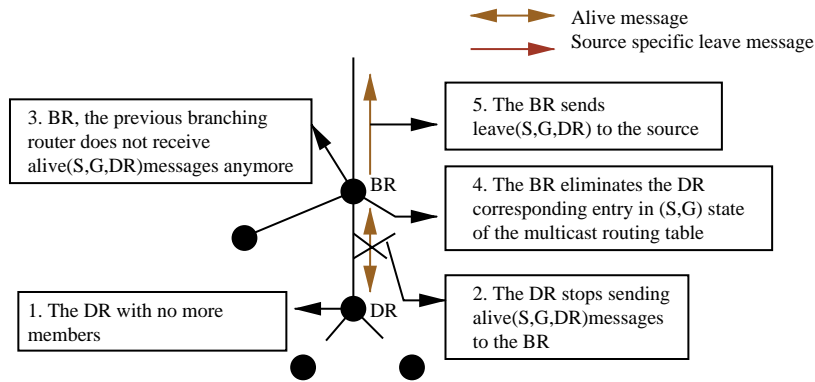 Alive message
Source specific leave message
3. BR, the previous branching
router does not receive
alive(S,G,DR)messages anymore
5. The BR sends
leave(S,G,DR) to the source
BR
4. The BR eliminates the DR
corresponding entry in (S,G) state
of the multicast routing table
1. The DR with no more
members
DR
2. The DR stops sending
alive(S,G,DR)messages
to the BR